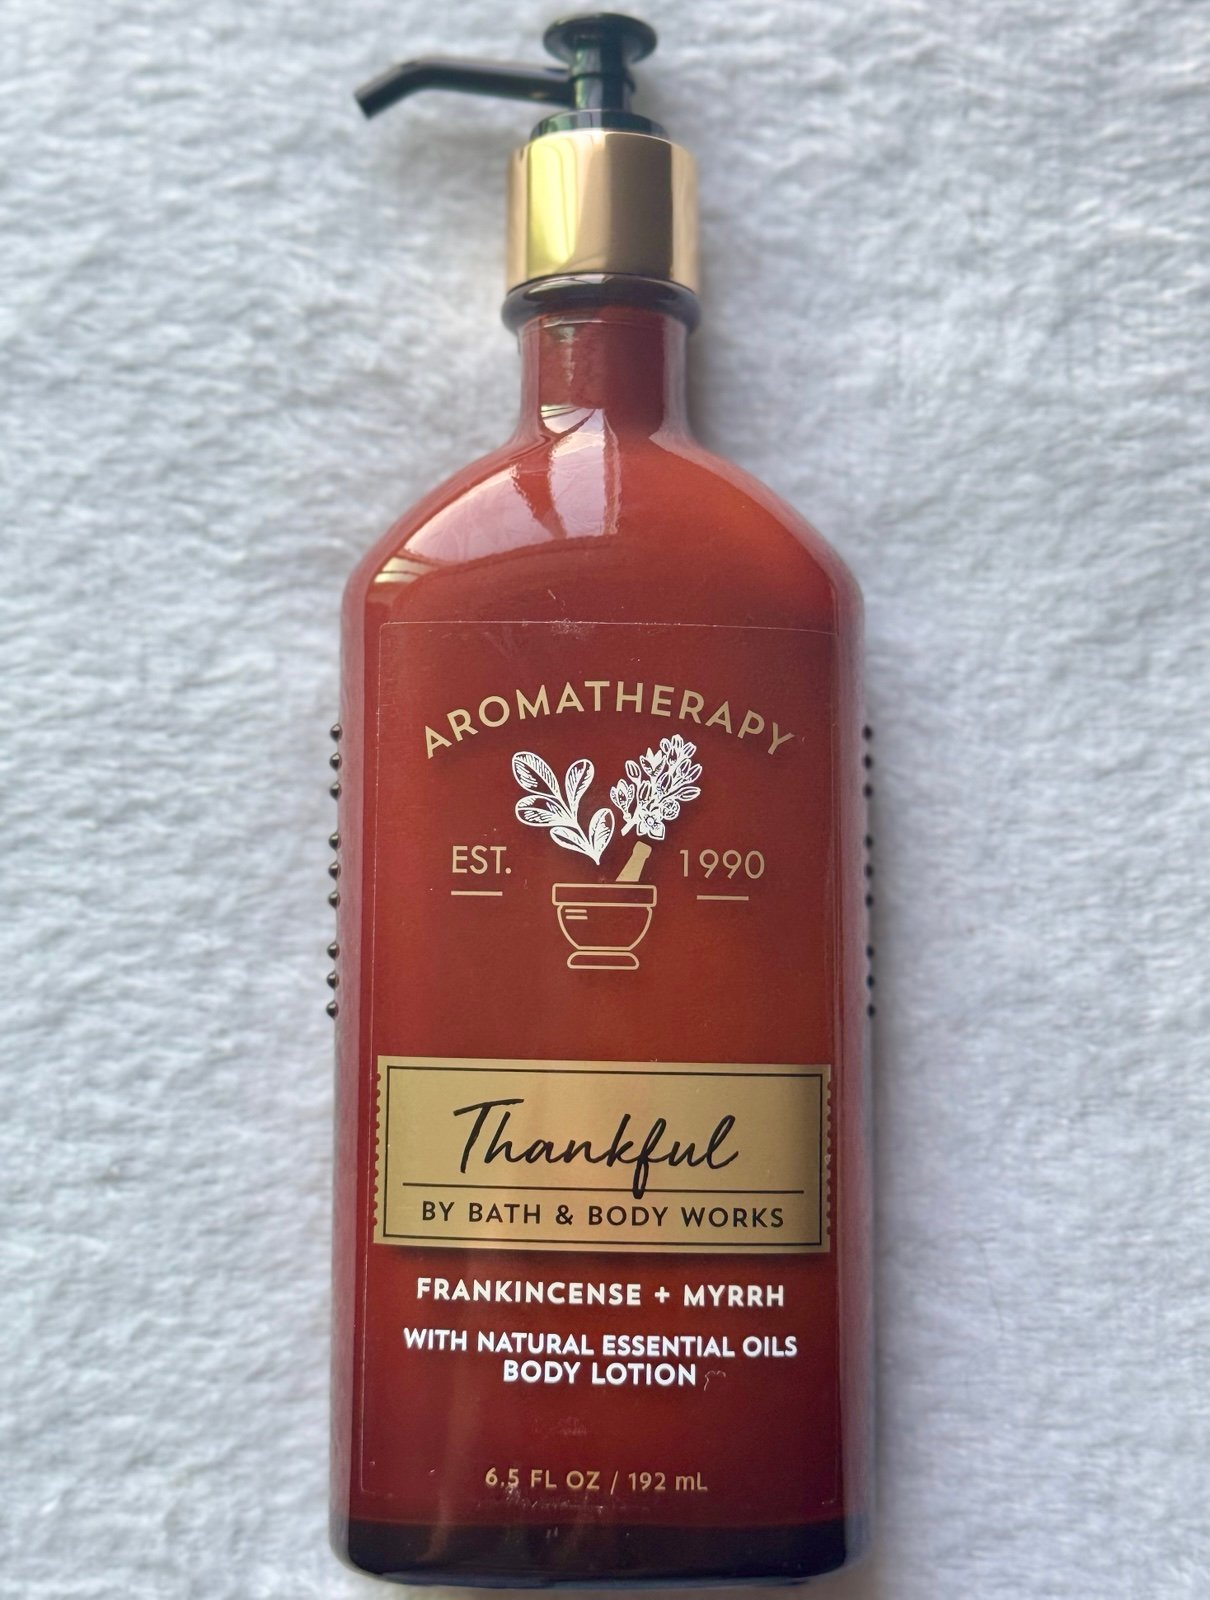 AROMATHERAPY
EST. 1990
Thankful
BY BATH & BODY WORKS
FRANKINCENSE + MYRRH
WITH NATURAL ESSENTIAL OILS
BODY LOTION
6.5 FL OZ / 192 mL